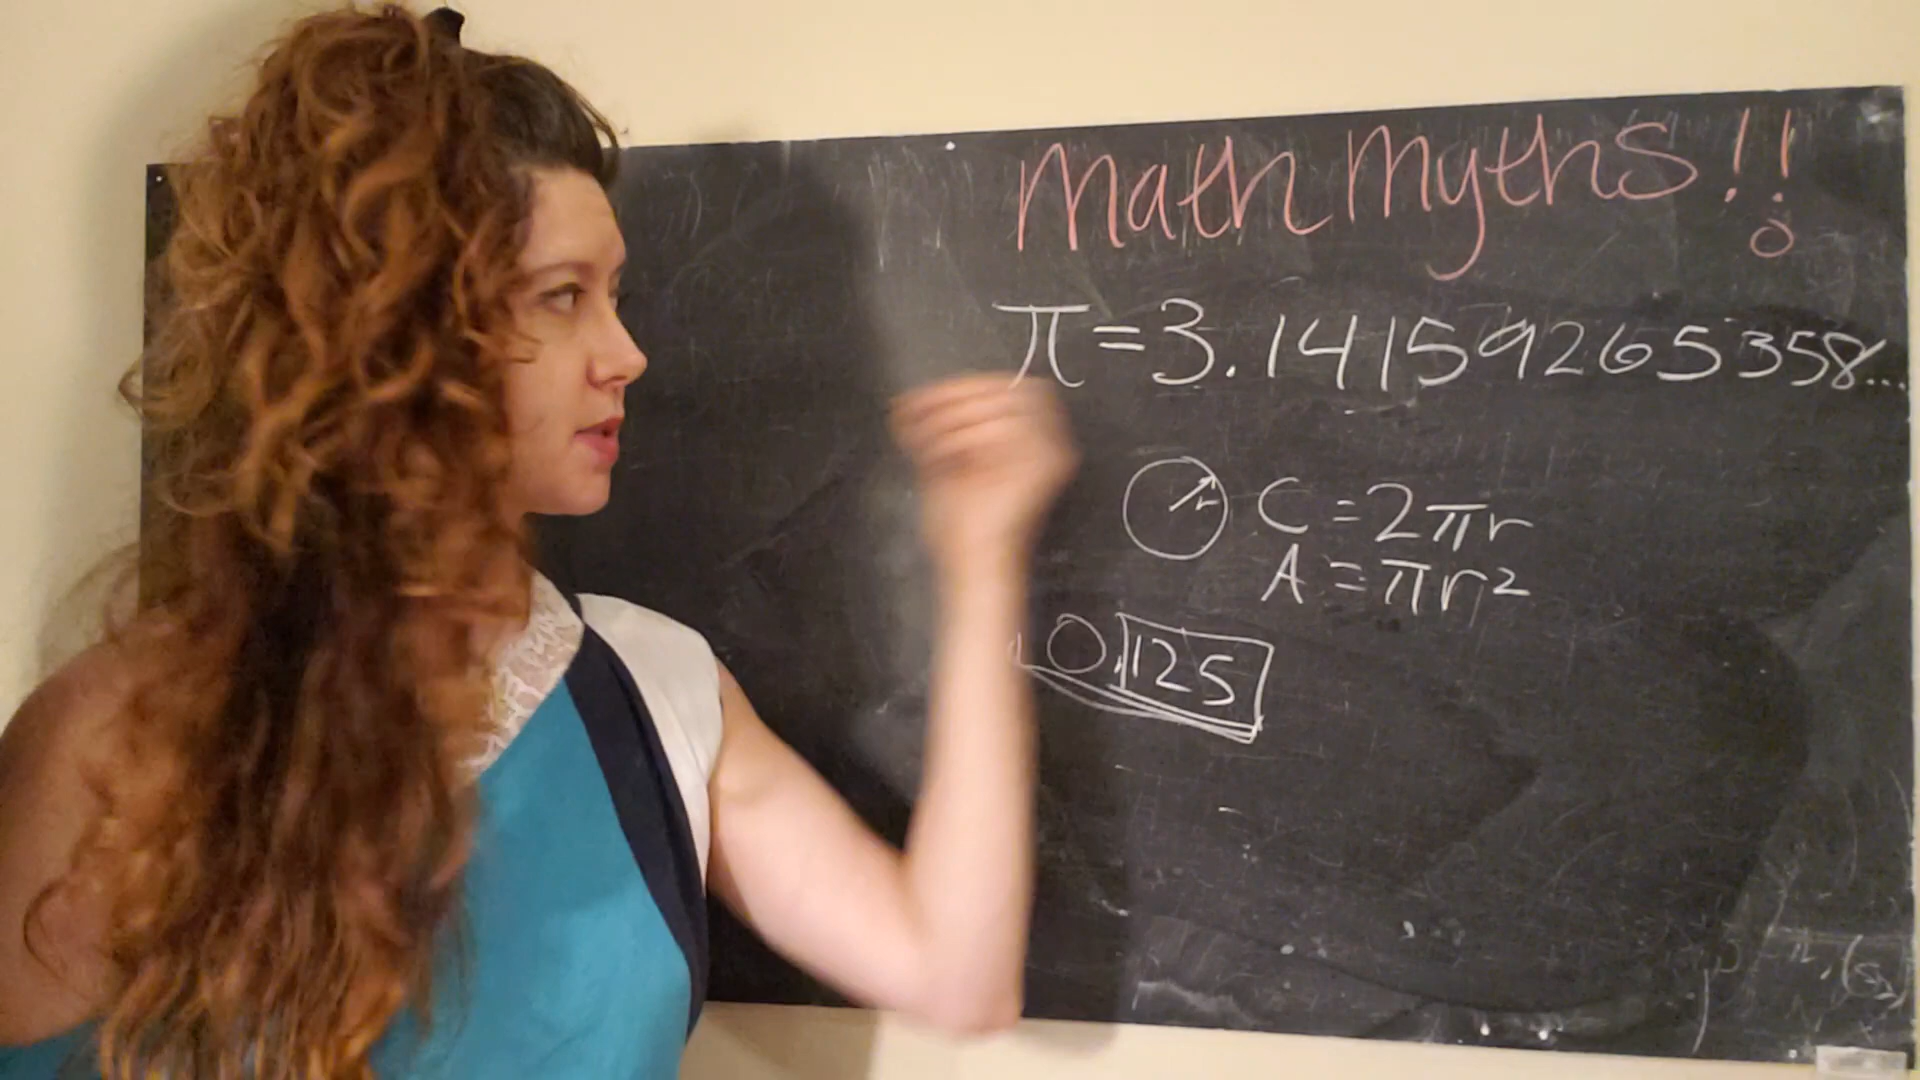 Math Myths!!
π=3.14159265358...
r
C=2πr
A=πr²
0.125